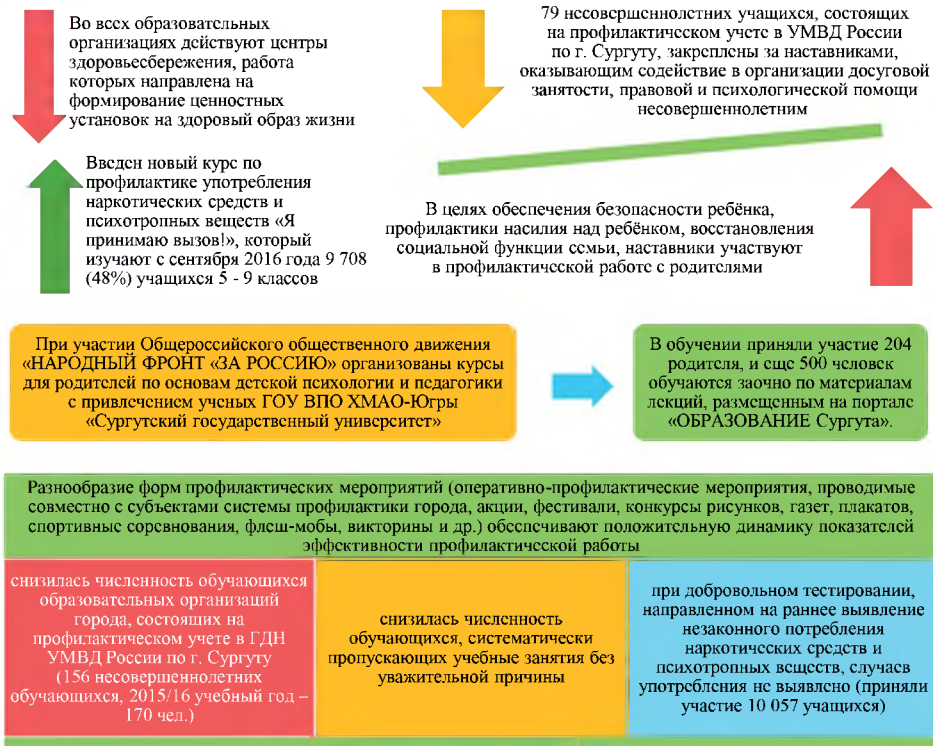 Во всех образовательных
организациях действуют центры
здоровьесбережения, работа
которых направлена на
формирование ценностных
установок на здоровый образ жизни
79 несовершеннолетних учащихся, состоящих
на профилактическом учете в УМВД России
по г. Сургуту, закреплены за наставниками,
оказывающим содействие в организации досуговой
занятости, правовой и психологической помощи
несовершеннолетним
Введен новый курс по
профилактике употребления
наркотических средств и
психотропных веществ «Я
принимаю вызов!», который
изучают с сентября 2016 года 9 708
(48%) учащихся 5 - 9 классов
В целях обеспечения безопасности ребёнка,
профилактики насилия над ребёнком, восстановления
социальной функции семьи, наставники участвуют
в профилактической работе с родителями
При участии Общероссийского общественного движения
«НАРОДНЫЙ ФРОНТ «ЗА РОССИЮ» организованы курсы
для родителей по основам детской психологии и педагогики
с привлечением ученых ГОУ ВПО ХМАО-Югры
«Сургутский государственный университет»
В обучении приняли участие 204
родителя, и еще 500 человек
обучаются заочно по материалам
лекций, размещенным на портале
«ОБРАЗОВАНИЕ Сургута».
Разнообразие форм профилактических мероприятий (оперативно-профилактические мероприятия, проводимые
совместно с субъектами системы профилактики города, акции, фестивали, конкурсы рисунков, газет, плакатов,
спортивные соревнования, флеш-мобы, викторины и др.) обеспечивают положительную динамику показателей
эффективности профилактической работы
снизилась численность обучающихся
образовательных организаций
города, состоящих на
профилактическом учете в ГДН
УМВД России по г. Сургуту
(156 несовершеннолетних
обучающихся, 2015/16 учебный год –
170 чел.)
снизилась численность
обучающихся, систематически
пропускающих учебные занятия без
уважительной причины
при добровольном тестировании,
направленном на раннее выявление
незаконного потребления
наркотических средств и
психотропных веществ, случаев
употребления не выявлено (приняли
участие 10 057 учащихся)